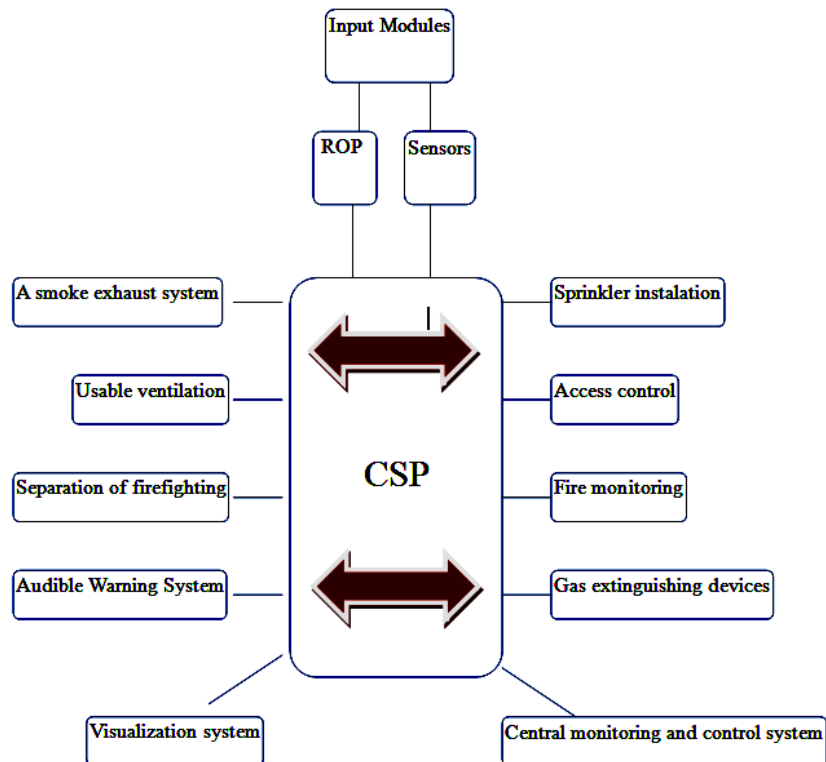 Input Modules
ROP
Sensors
A smoke exhaust system
Sprinkler instalation
Usable ventilation
Access control
CSP
Separation of firefighting
Fire monitoring
Audible Warning System
Gas extinguishing devices
Visualization system
Central monitoring and control system